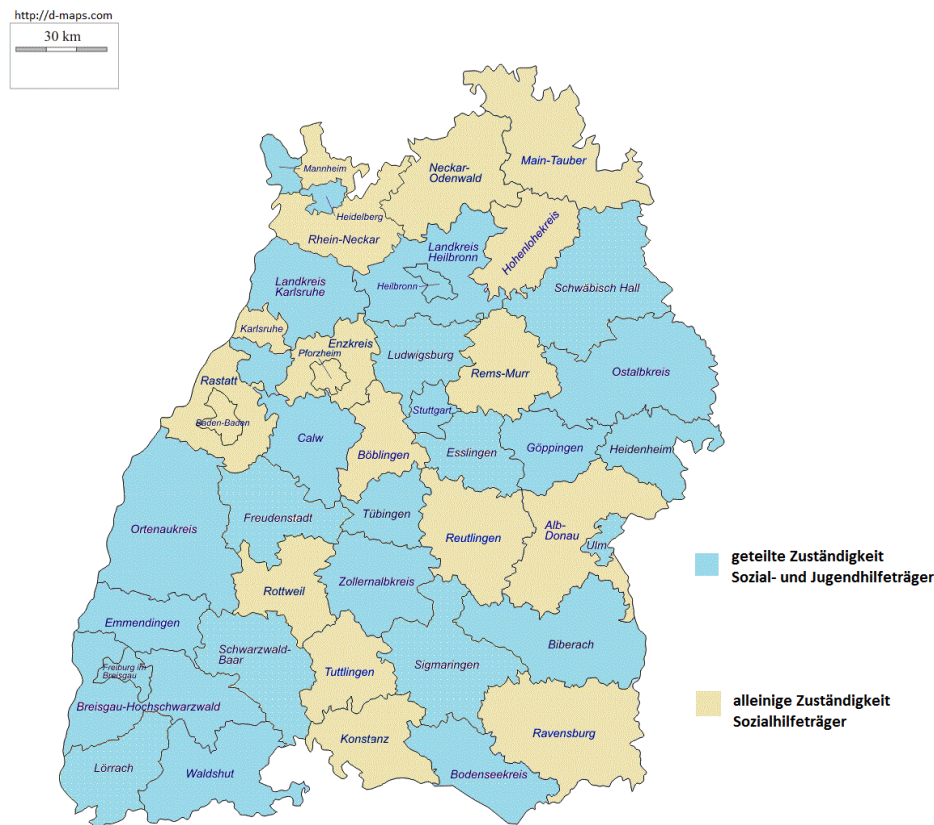 http://d-maps.com
30 km
Main-Tauber
Neckar-
Odenwald
Mannheim
Heidelberg
Rhein-Neckar
Hohenlohekreis
Landkreis
Heilbronn
Landkreis
Karlsruhe
Heilbronn
Schwäbisch Hall
Karlsruhe
Enzkreis
Pforzheim
Ludwigsburg
Rems-Murr
Ostalbkreis
Rastatt
Stuttgart
Baden-Baden
Calw
Böblingen
Esslingen
Göppingen
Heidenheim
Freudenstadt
Tübingen
Ortenaukreis
Reutlingen
Alb-
Donau
Ulm
geteilte Zuständigkeit
Sozial- und Jugendhilfeträger
Rottweil
Zollernalbkreis
Emmendingen
Schwarzwald-
Baar
Biberach
Freiburg im
Breisgau
Tuttlingen
Sigmaringen
Breisgau-Hochschwarzwald
alleinige Zuständigkeit
Sozialhilfeträger
Konstanz
Ravensburg
Lörrach
Waldshut
Bodenseekreis